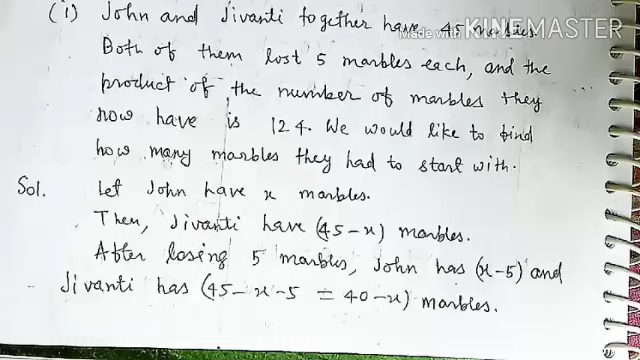 (i) John and Jivanti together have 45 marbles
Made with KINEMASTER
Both of them lost 5 marbles each, and the
product of the number of marbles they
now have is 124. We would like to find
how many marbles they had to start with.
Sol. Let John have x marbles.
Then, Jivanti have (45-x) marbles.
After losing 5 marbles, John has (x-5) and
Jivanti has (45-x-5 = 40-x) marbles.